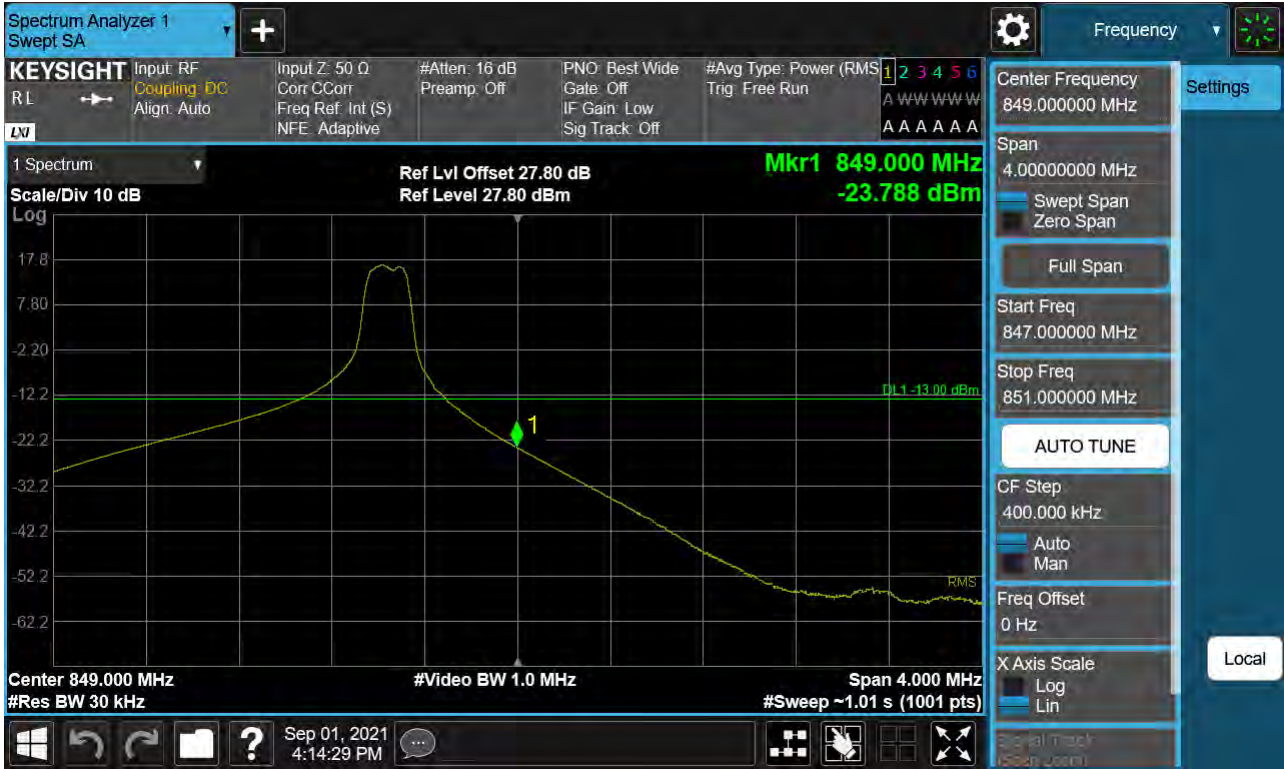 Spectrum Analyzer 1
Swept SA
Frequency
KEYSIGHT
RL
LXI
Input: RF
Coupling: DC
Align: Auto
Input Z: 50 Ω
Corr CCorr
Freq Ref: Int (S)
NFE: Adaptive
#Atten: 16 dB
Preamp: Off
PNO: Best Wide
Gate: Off
IF Gain: Low
Sig Track: Off
#Avg Type: Power (RMS
Trig: Free Run
1 2 3 4 5 6
A W W W W W
A A A A A A
1 Spectrum
Scale/Div 10 dB
Log
Ref Lvl Offset 27.80 dB
Ref Level 27.80 dBm
Mkr1 849.000 MHz
-23.788 dBm
17.8
7.80
-2.20
-12.2
-22.2
-32.2
-42.2
-52.2
-62.2
DL1 -13.00 dBm
1
RMS
Center 849.000 MHz
#Video BW 1.0 MHz
Span 4.000 MHz
#Res BW 30 kHz
#Sweep ~1.01 s (1001 pts)
Center Frequency
849.000000 MHz
Settings
Span
4.00000000 MHz
Swept Span
Zero Span
Full Span
Start Freq
847.000000 MHz
Stop Freq
851.000000 MHz
AUTO TUNE
CF Step
400.000 kHz
Auto
Man
Freq Offset
0 Hz
X Axis Scale
Log
Lin
Local
Signal Track
(Span Zoom)
?
Sep 01, 2021
4:14:29 PM